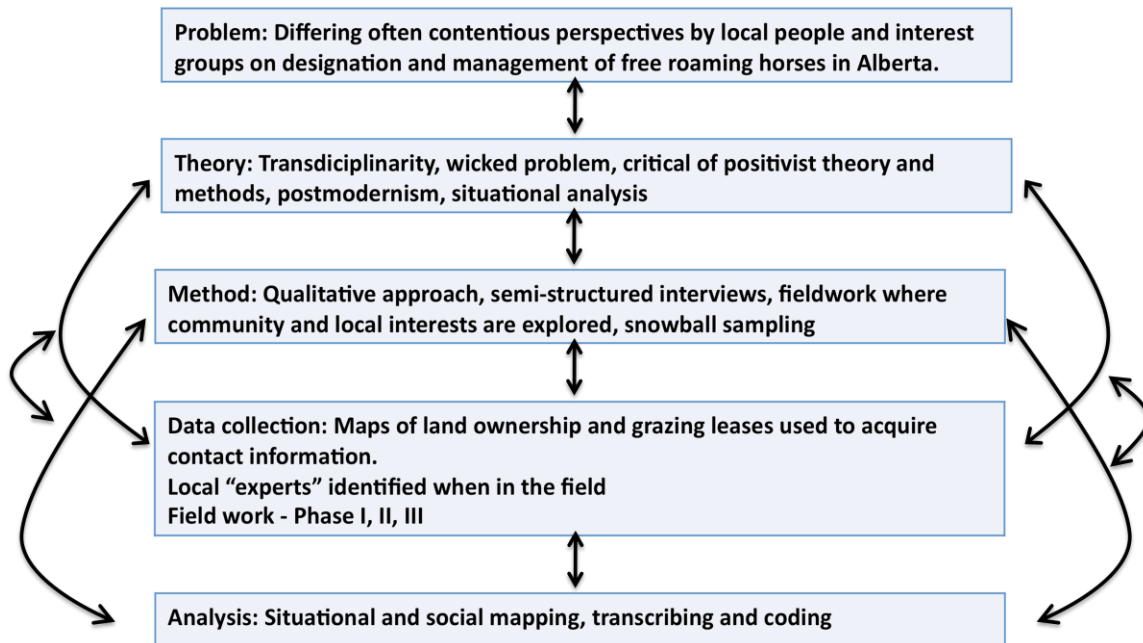 Problem: Differing often contentious perspectives by local people and interest
groups on designation and management of free roaming horses in Alberta.
Theory: Transdiciplinarity, wicked problem, critical of positivist theory and
methods, postmodernism, situational analysis
Method: Qualitative approach, semi-structured interviews, fieldwork where
community and local interests are explored, snowball sampling
Data collection: Maps of land ownership and grazing leases used to acquire
contact information.
Local “experts” identified when in the field
Field work - Phase I, II, III
Analysis: Situational and social mapping, transcribing and coding